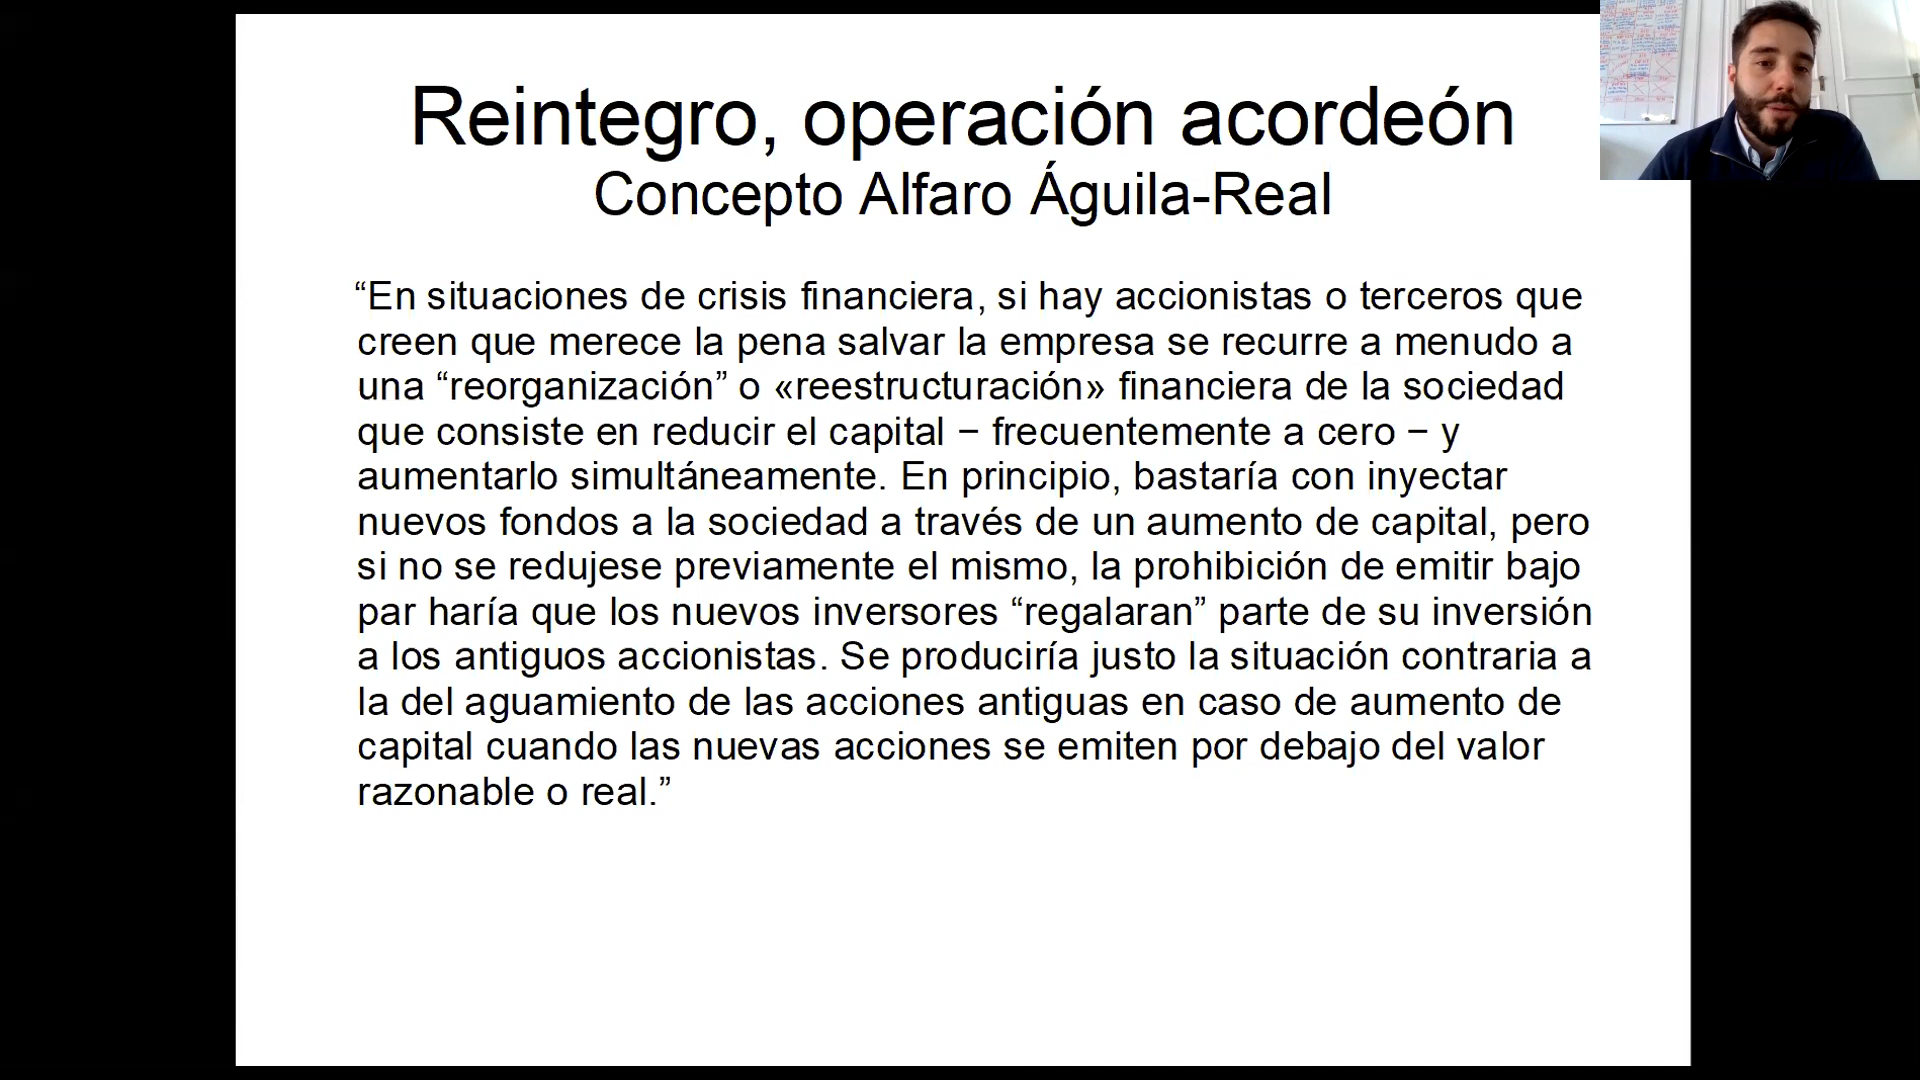 Reintegro, operación acordeón
Concepto Alfaro Águila-Real
“En situaciones de crisis financiera, si hay accionistas o terceros que
creen que merece la pena salvar la empresa se recurre a menudo a
una “reorganización” o «reestructuración» financiera de la sociedad
que consiste en reducir el capital – frecuentemente a cero – y
aumentarlo simultáneamente. En principio, bastaría con inyectar
nuevos fondos a la sociedad a través de un aumento de capital, pero
si no se redujese previamente el mismo, la prohibición de emitir bajo
par haría que los nuevos inversores “regalaran” parte de su inversión
a los antiguos accionistas. Se produciría justo la situación contraria a
la del aguamiento de las acciones antiguas en caso de aumento de
capital cuando las nuevas acciones se emiten por debajo del valor
razonable o real.”